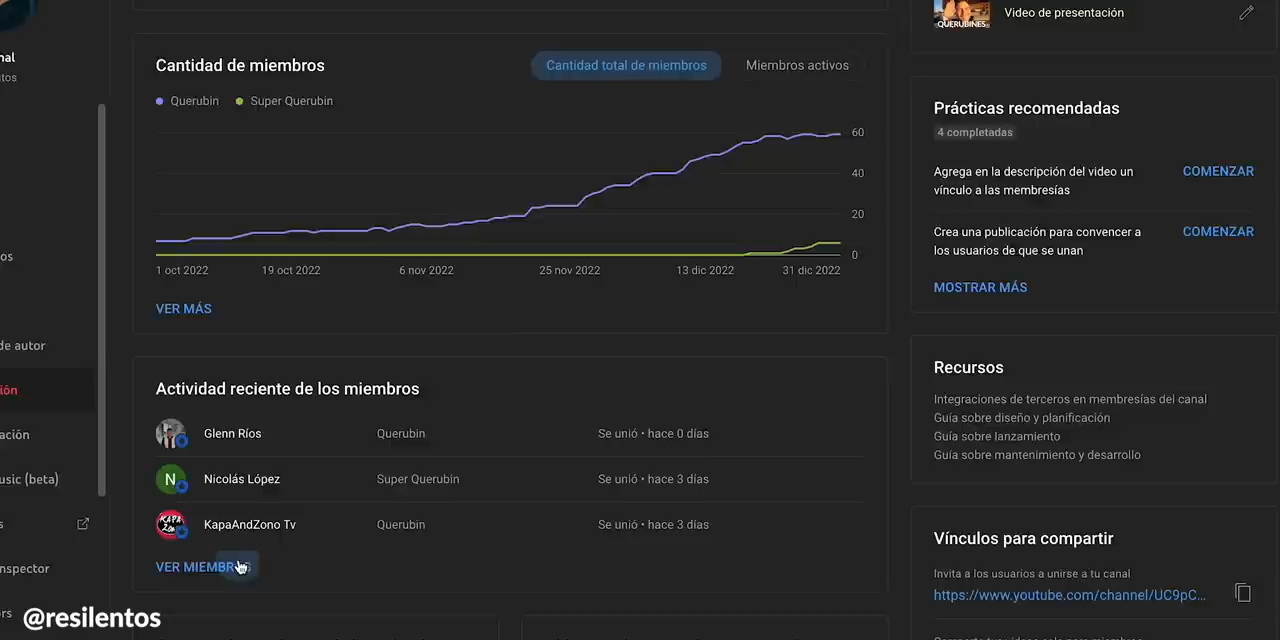 nal
tos
os
de autor
ión
ación
usic (beta)
s
nspector
rs
@resilentos
Cantidad de miembros
Cantidad total de miembros
Miembros activos
Querubin
Super Querubin
60
40
20
0
1 oct 2022
19 oct 2022
6 nov 2022
25 nov 2022
13 dic 2022
31 dic 2022
VER MÁS
Actividad reciente de los miembros
Glenn Ríos
Querubin
Se unió • hace 0 días
N
Nicolás López
Super Querubin
Se unió • hace 3 días
KapaAndZono Tv
Querubin
Se unió • hace 3 días
VER MIEMBROS
QUERUBINES
Video de presentación
Prácticas recomendadas
4 completadas
Agrega en la descripción del video un
vínculo a las membresías
COMENZAR
Crea una publicación para convencer a
los usuarios de que se unan
COMENZAR
MOSTRAR MÁS
Recursos
Integraciones de terceros en membresías del canal
Guía sobre diseño y planificación
Guía sobre lanzamiento
Guía sobre mantenimiento y desarrollo
Vínculos para compartir
Invita a los usuarios a unirse a tu canal
https://www.youtube.com/channel/UC9pC...